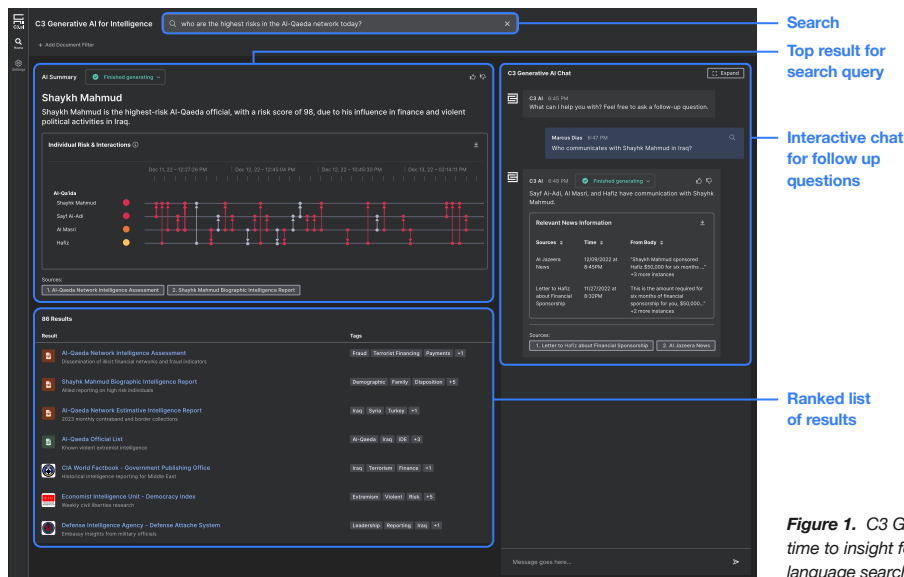 C3 Generative AI for Intelligence
who are the highest risks in the Al-Qaeda network today?
Search
C3.ai
Home
Settings
+ Add Document Filter
Top result for
search query
AI Summary
Finished generating
Shaykh Mahmud
Shaykh Mahmud is the highest-risk Al-Qaeda official, with a risk score of 98, due to his influence in finance and violent
political activities in Iraq.
Individual Risk & Interactions
Dec 11, 22 - 12:27:26 PM
Dec 12, 22 - 12:45:04 PM
Dec 12, 22 - 10:45:33 PM
Dec 13, 22 - 02:14:11 PM
Al-Qa'ida
Shaykh Mahmud
Sayf Al-Adl
Al Masri
Hafiz
Sources:
1. Al-Qaeda Network Intelligence Assessment
2. Shaykh Mahmud Biographic Intelligence Report
C3 Generative AI Chat
Expand
C3 AI 6:45 PM
What can I help you with? Feel free to ask a follow-up question.
Marcus Dias 6:47 PM
Who communicates with Shayhk Mahmud in Iraq?
Interactive chat
for follow up
questions
C3 AI 6:48 PM
Finished generating
Sayf Al-Adl, Al Masri, and Hafiz have communication with Shayhk
Mahmud.
Relevant News Information
Sources
Time
From Body
Al Jazeera
News
12/09/2022 at
8:45PM
"Shaykh Mahmud sponsored
Hafiz $50,000 for six months ..."
+3 more instances
Letter to Hafiz
about Financial
Sponsorship
11/27/2022 at
8:32PM
This is the amount required for
six months of financial
sponsorship for you, $50,000..."
+2 more instances
Sources:
1. Letter to Hafiz about Financial Sponsorship
2. Al Jazeera News
86 Results
Result
Tags
Al-Qaeda Network Intelligence Assessment
Dissemination of illicit financial networks and fraud indicators
Fraud Terrorist Financing Payments +1
Shaykh Mahmud Biographic Intelligence Report
Allied reporting on high risk individuals
Demographic Family Disposition +5
Al-Qaeda Network Estimative Intelligence Report
2023 monthly contraband and border collections
Iraq Syria Turkey +1
Al-Qaeda Official List
Known violent extremist intelligence
Al-Qaeda Iraq IDE +3
CIA World Factbook - Government Publishing Office
Historical intelligence reporting for Middle East
Iraq Terrorism Finance +1
Economist Intelligence Unit - Democracy Index
Weekly civil liberties research
Extremism Violent Risk +5
Defense Intelligence Agency - Defense Attache System
Embassy insights from military officials
Leadership Reporting Iraq +1
Ranked list
of results
Message goes here...
Figure 1. C3 G
time to insight fo
language search